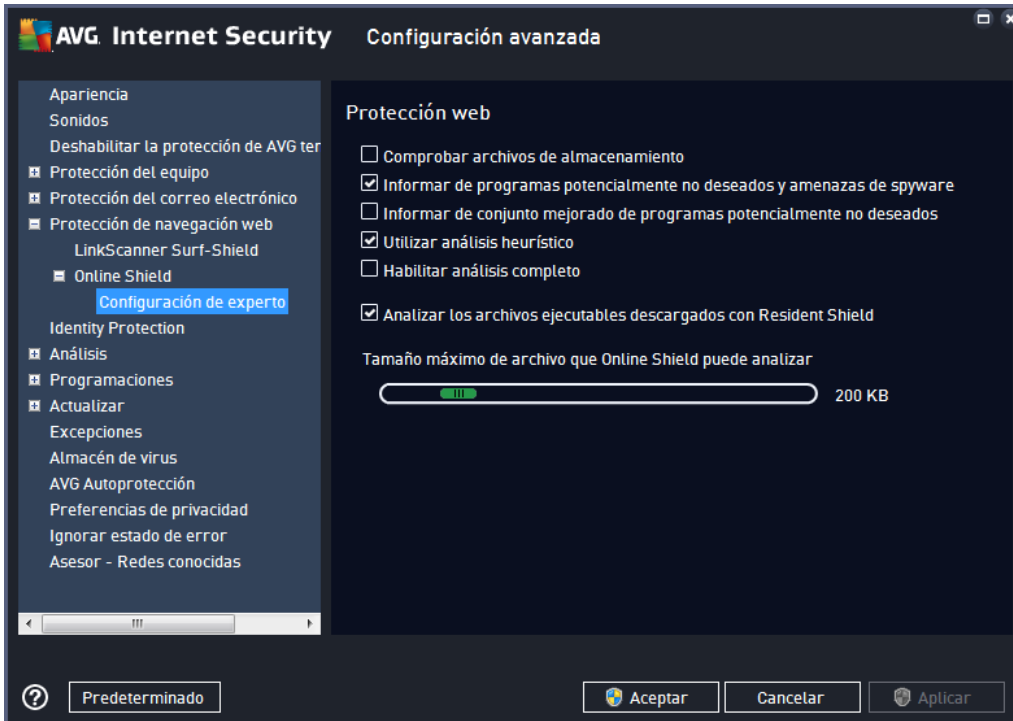 AVG. Internet Security Configuración avanzada
Apariencia
Sonidos
Deshabilitar la protección de AVG ter
Protección del equipo
Protección del correo electrónico
Protección de navegación web
LinkScanner Surf-Shield
Online Shield
Configuración de experto
Identity Protection
Análisis
Programaciones
Actualizar
Excepciones
Almacén de virus
AVG Autoprotección
Preferencias de privacidad
Ignorar estado de error
Asesor - Redes conocidas
Protección web
Comprobar archivos de almacenamiento
Informar de programas potencialmente no deseados y amenazas de spyware
Informar de conjunto mejorado de programas potencialmente no deseados
Utilizar análisis heurístico
Habilitar análisis completo
Analizar los archivos ejecutables descargados con Resident Shield
Tamaño máximo de archivo que Online Shield puede analizar
200 KB
? Predeterminado Aceptar Cancelar Aplicar